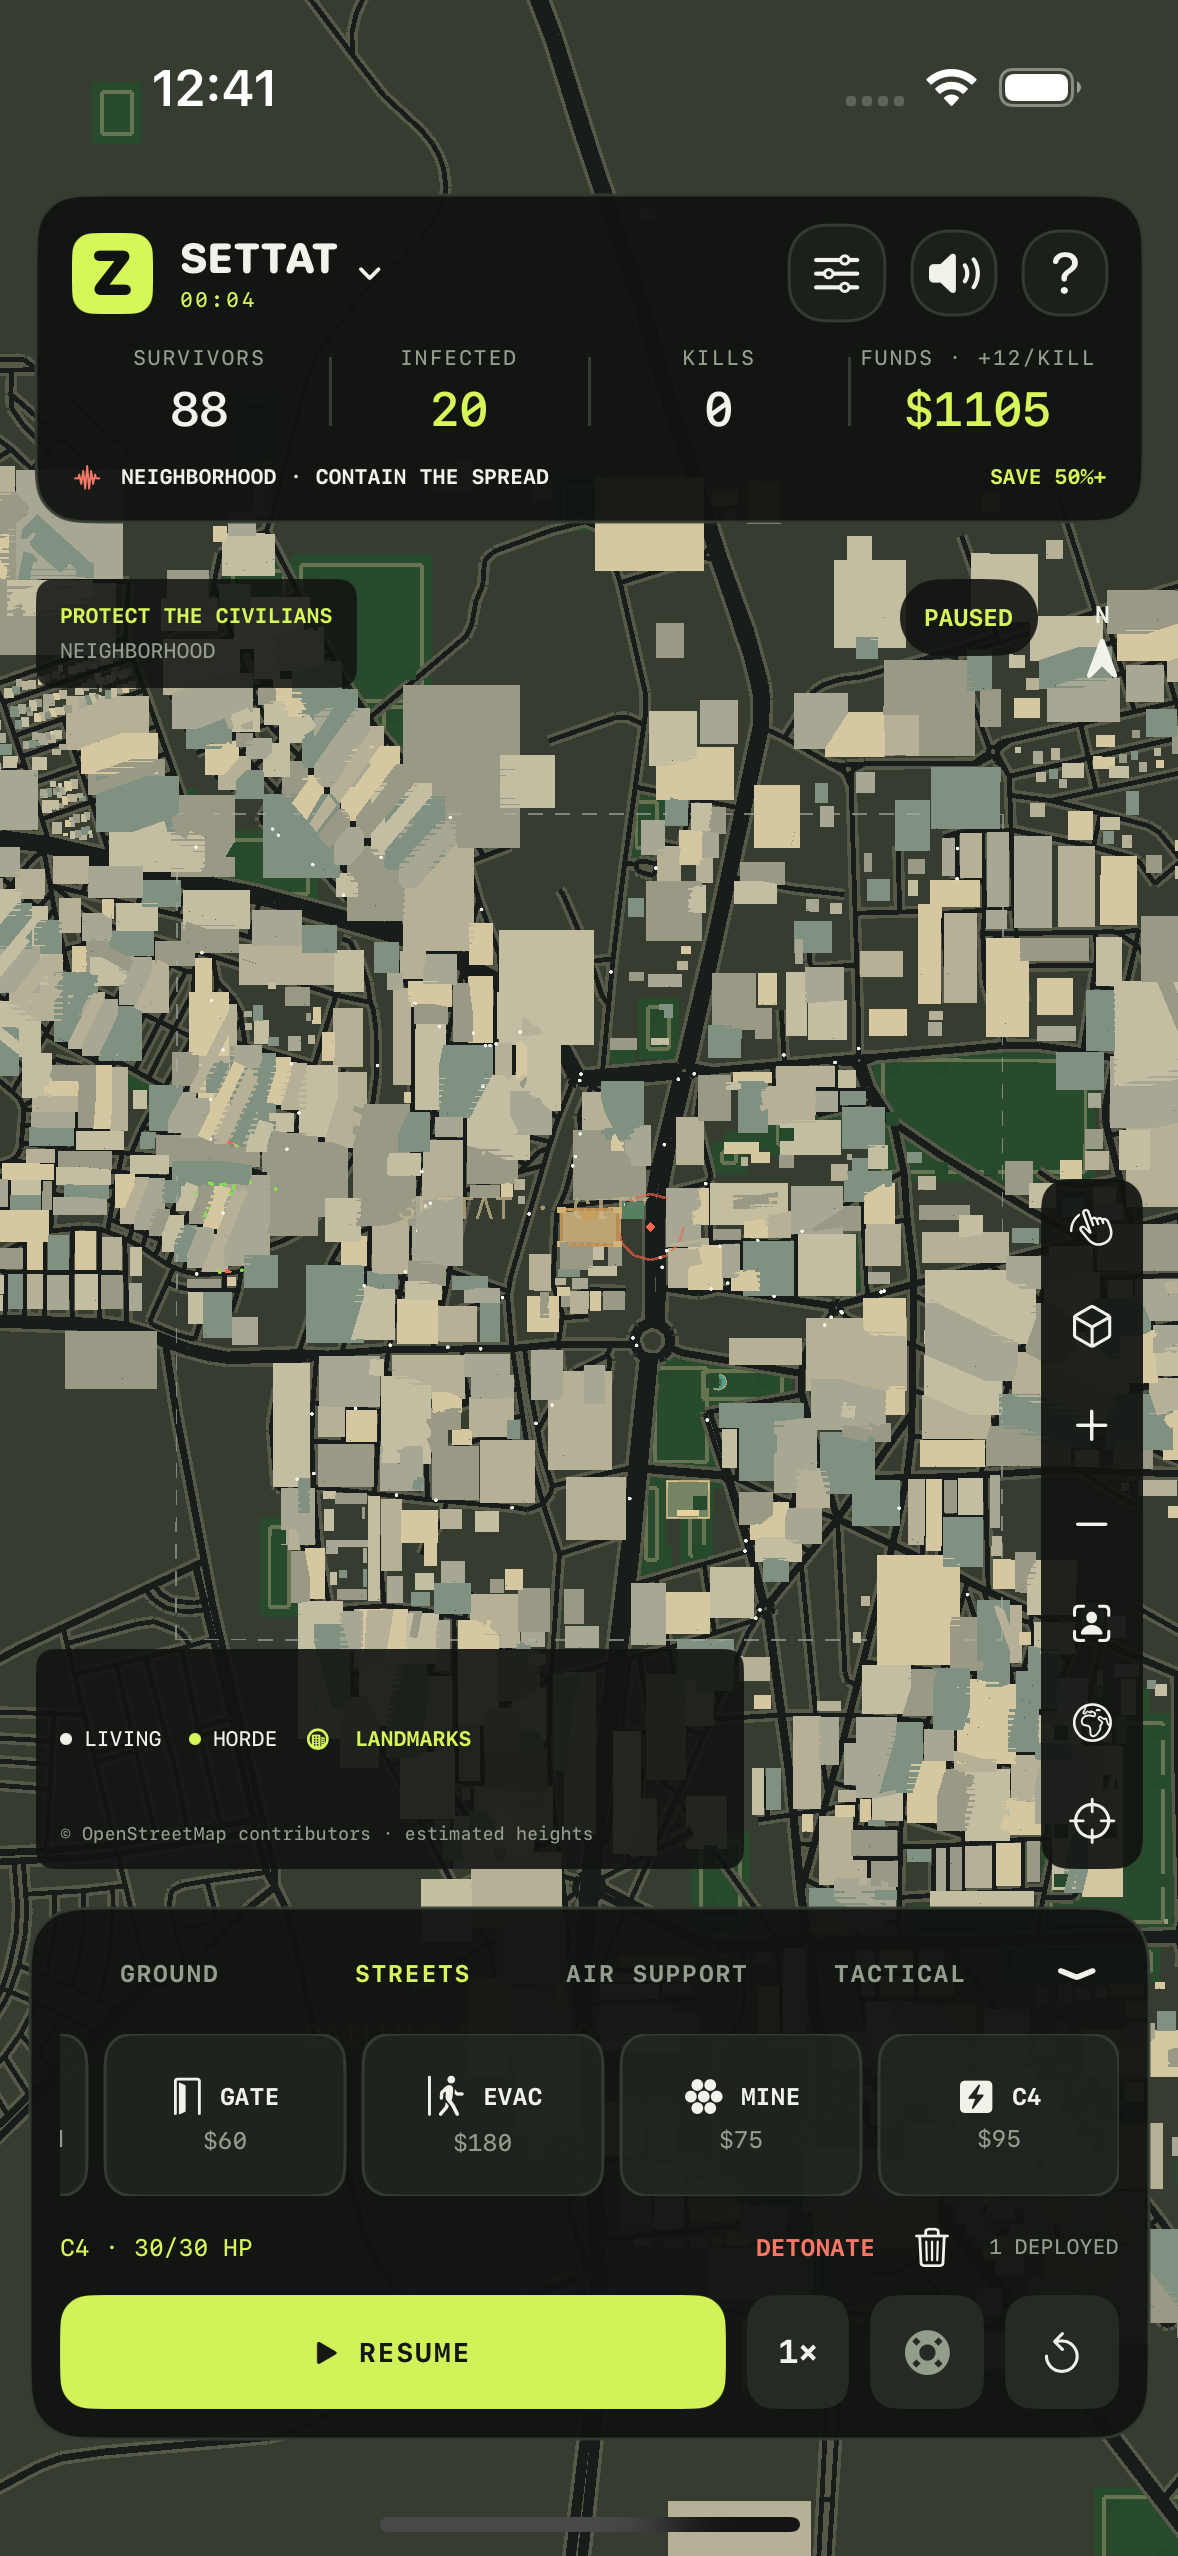 12:41
Z
SETTAT
00:04
?
SURVIVORS
88
INFECTED
20
KILLS
0
FUNDS · +12/KILL
$1105
NEIGHBORHOOD · CONTAIN THE SPREAD
SAVE 50%+
PROTECT THE CIVILIANS
NEIGHBORHOOD
PAUSED
N
LIVING
HORDE
LANDMARKS
© OpenStreetMap contributors · estimated heights
GROUND
STREETS
AIR SUPPORT
TACTICAL
GATE
$60
EVAC
$180
MINE
$75
C4
$95
C4 · 30/30 HP
DETONATE
1 DEPLOYED
RESUME
1×